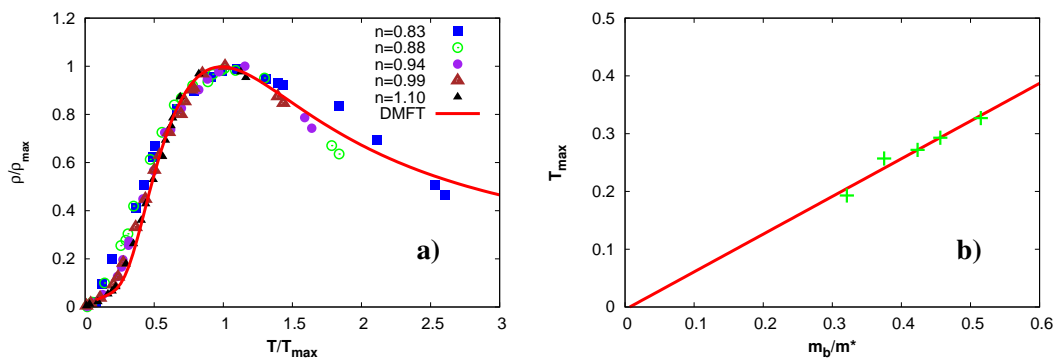 1.2
1
0.8
0.6
0.4
0.2
0
ρ/ρmax
n=0.83
n=0.88
n=0.94
n=0.99
n=1.10
DMFT
a)
0 0.5 1 1.5 2 2.5 3
T/Tmax
0.5
0.4
0.3
0.2
0.1
0
Tmax
b)
0 0.1 0.2 0.3 0.4 0.5 0.6
mb/m*